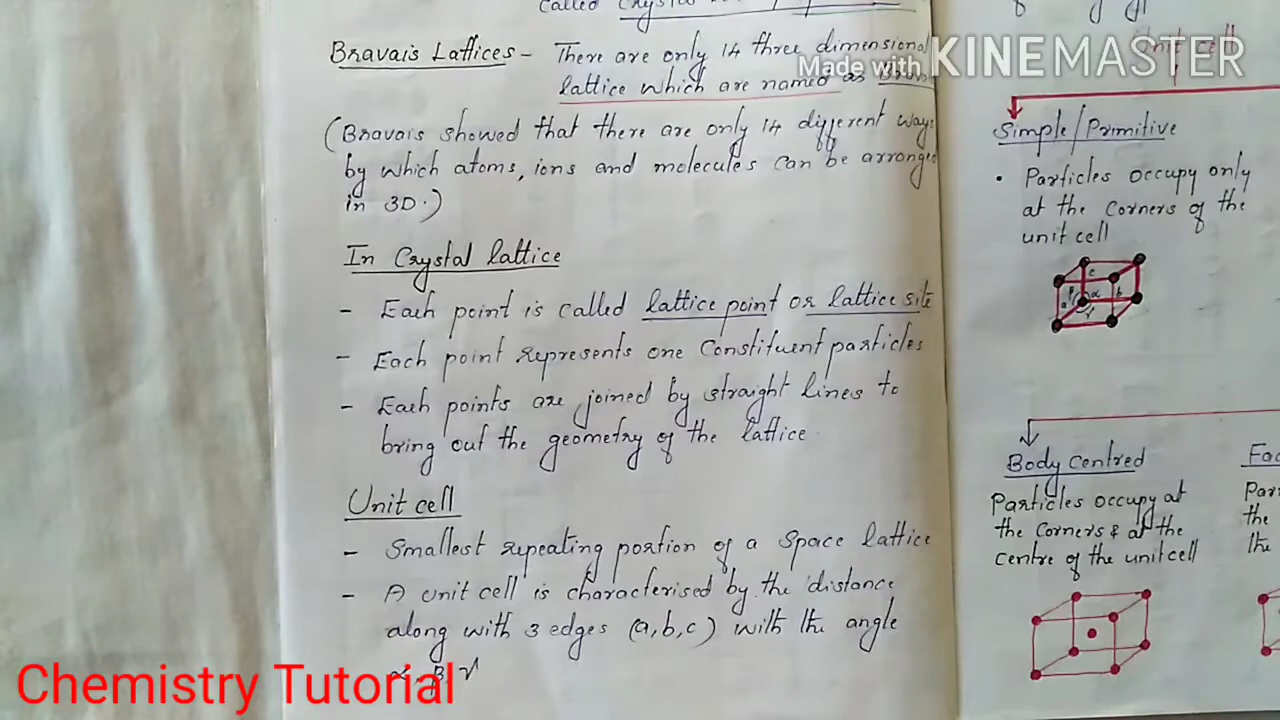 called Crystal
Bravais Lattices - There are only 14 three dimensional
lattice which are named as
(Bravais showed that there are only 14 different ways
by which atoms, ions and molecules can be arranged
in 3D.)
In Crystal lattice
- Each point is called lattice point or lattice site
- Each point represents one Constituent particles
- Each points are joined by straight lines to
bring out the geometry of the lattice.
Unit cell
- Smallest repeating portion of a space lattice
- A unit cell is characterised by the distance
along with 3 edges (a,b,c) with the angle
α, β, γ
Unit cell
Simple/Primitive
• Particles occupy only
at the corners of the
unit cell
Body Centred
Particles occupy at
the corners & at the
centre of the unitcell
the
the
Made with KINEMASTER
Chemistry Tutorial